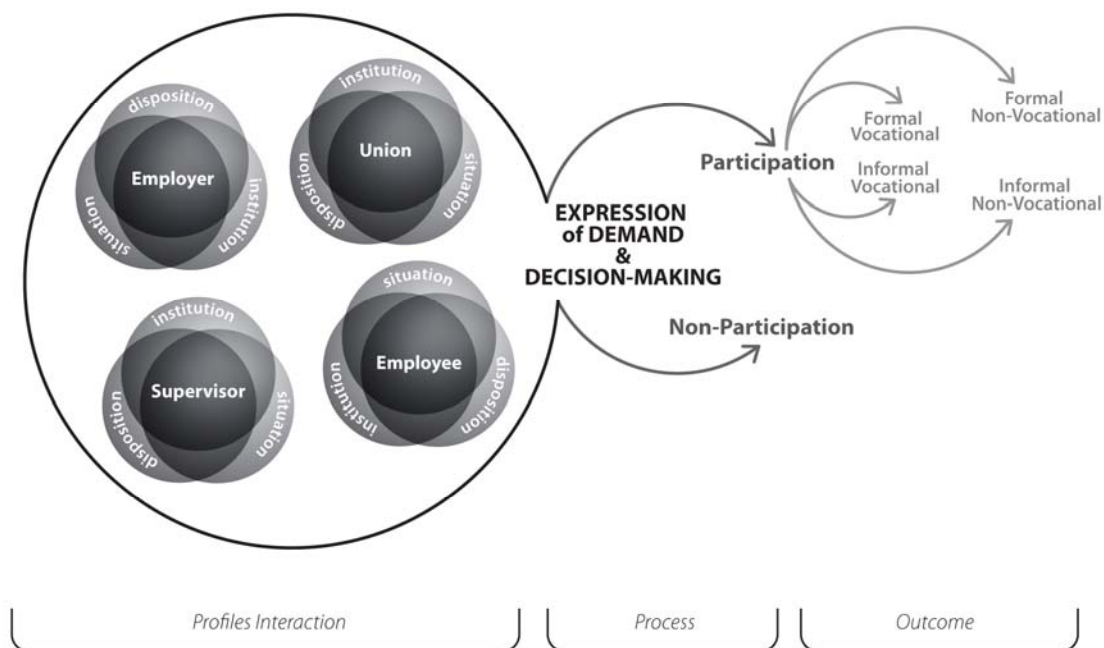 disposition
Employer
situation
institution
institution
Union
disposition
situation
institution
Supervisor
disposition
situation
situation
Employee
institution
disposition
EXPRESSION
of DEMAND
&
DECISION-MAKING
Participation
Non-Participation
Formal
Vocational
Formal
Non-Vocational
Informal
Vocational
Informal
Non-Vocational
Profiles Interaction
Process
Outcome